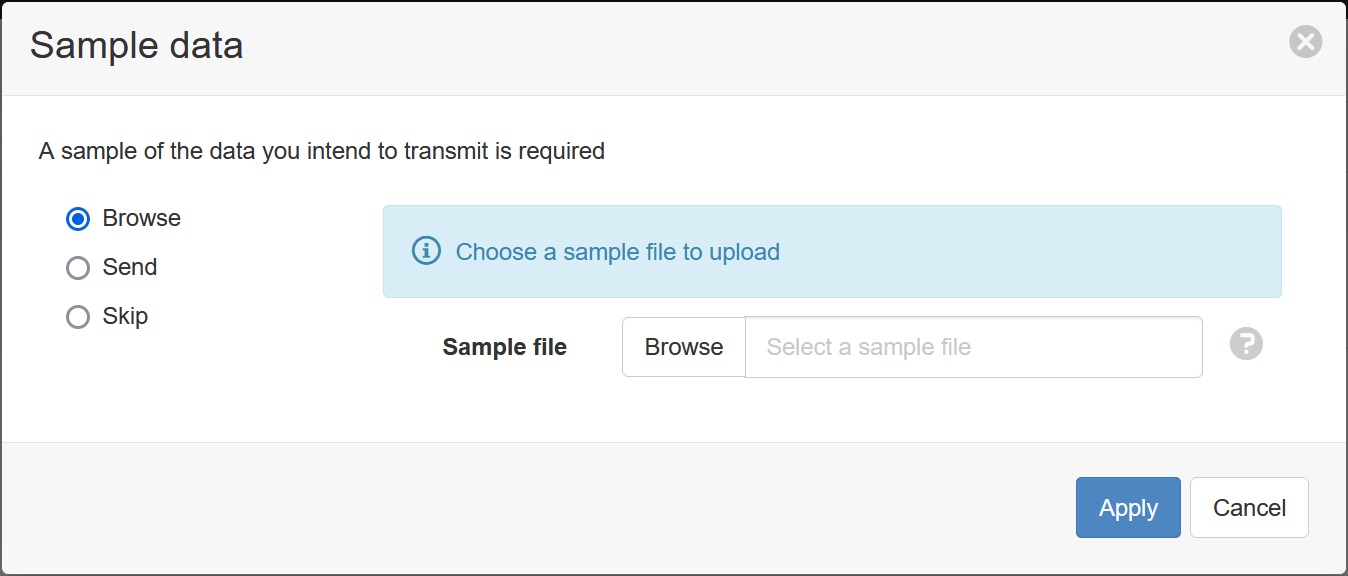 Sample data
A sample of the data you intend to transmit is required
Browse
Send
Skip
Choose a sample file to upload
Sample file
Browse
Select a sample file
?
Apply
Cancel